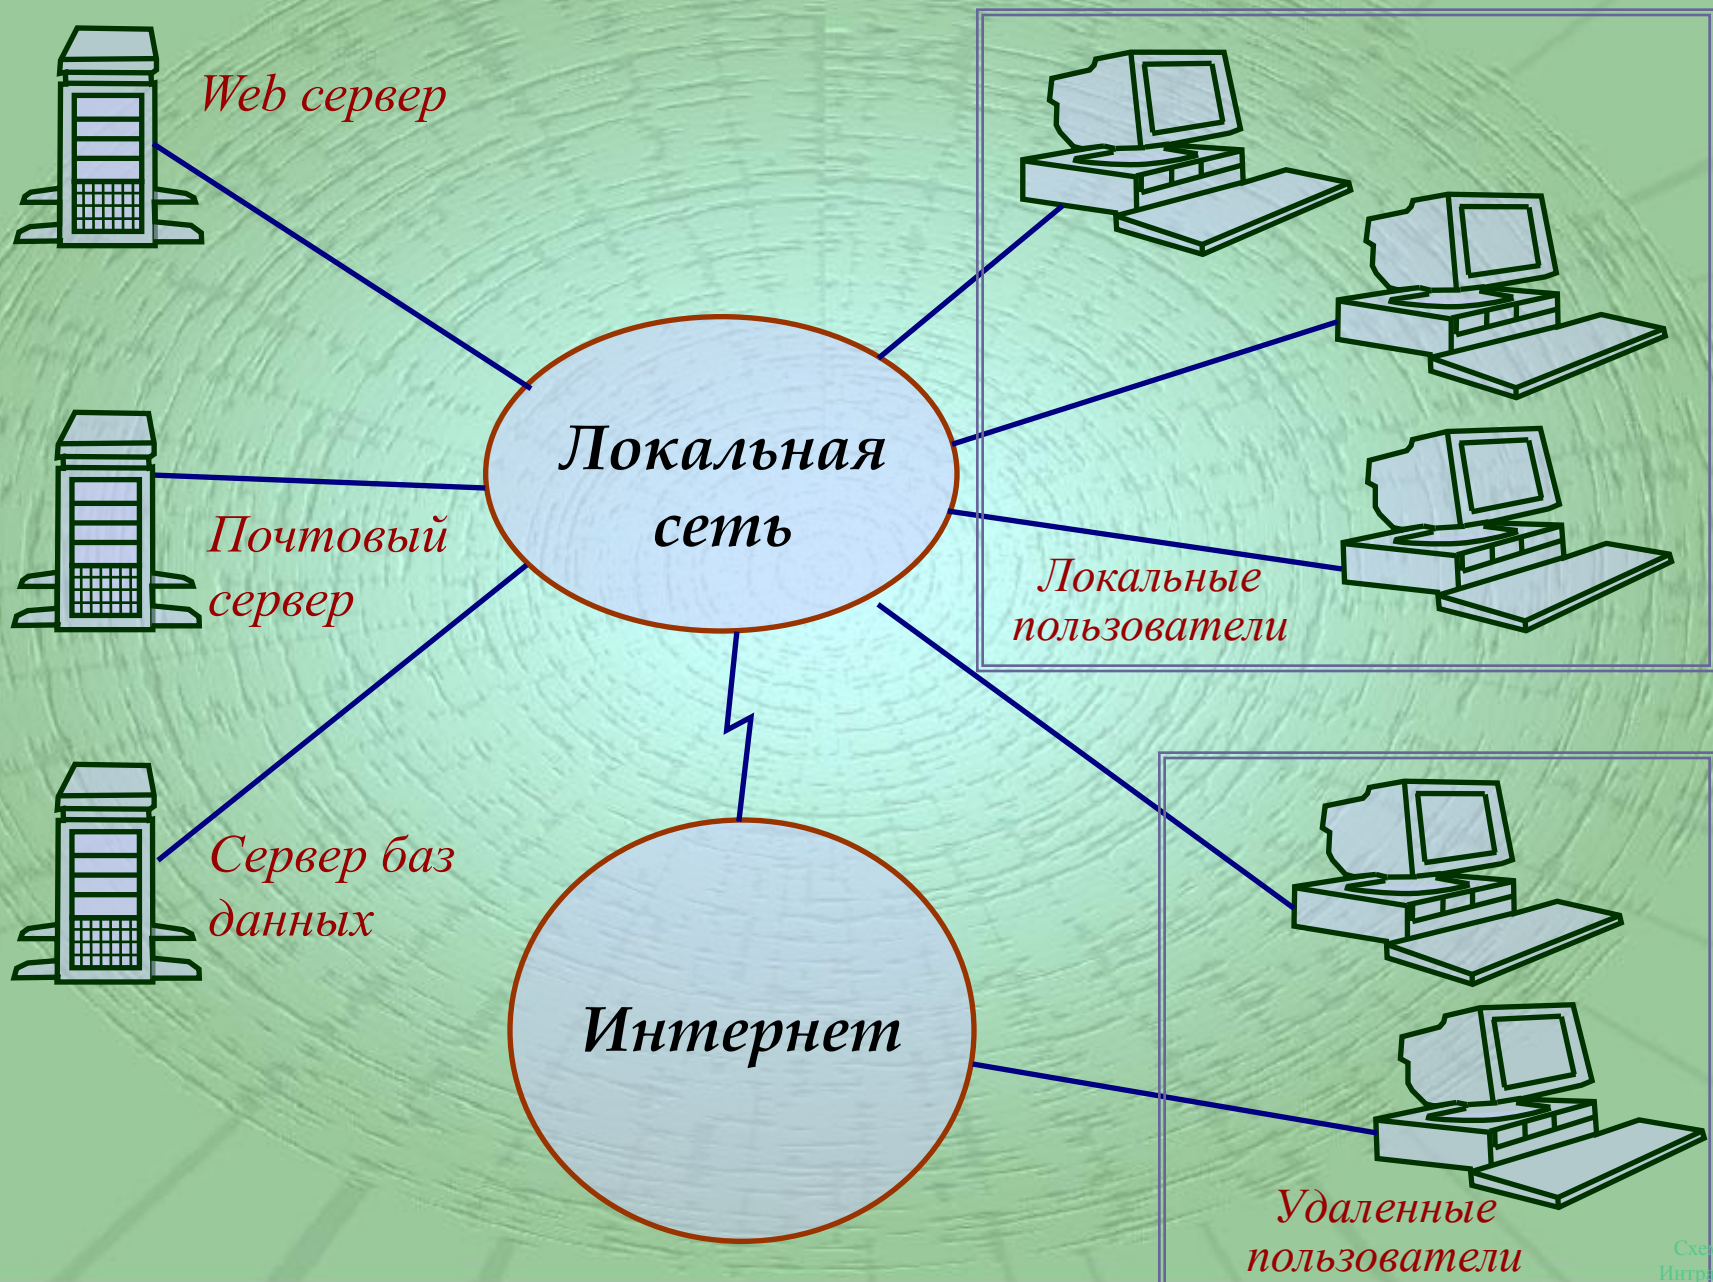 Web сервер
Локальная
сеть
Почтовый
сервер
Локальные
пользователи
Сервер баз
данных
Интернет
Удаленные
пользователи